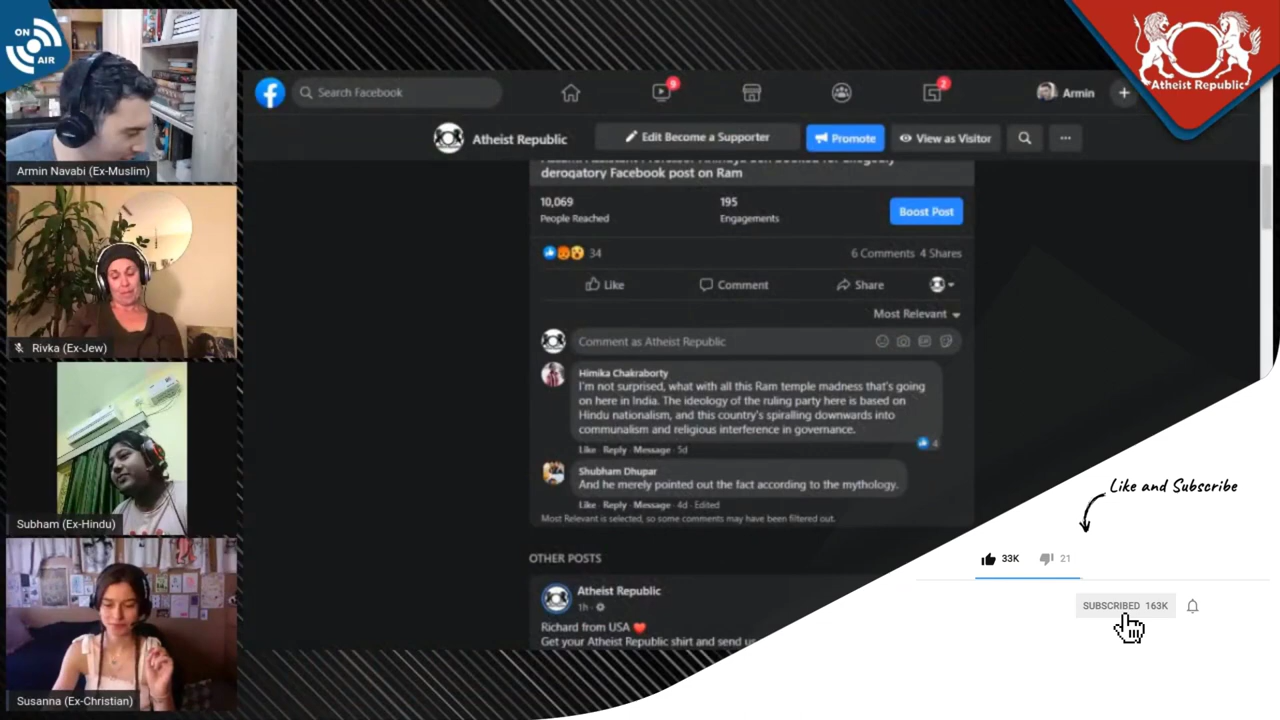 ON
AIR
Armin Navabi (Ex-Muslim)
Rivka (Ex-Jew)
Subham (Ex-Hindu)
Susanna (Ex-Christian)
Search Facebook
9
2
Armin
Atheist Republic
Atheist Republic
Edit Become a Supporter
Promote
View as Visitor
derogatory Facebook post on Ram
10,069
People Reached
195
Engagements
Boost Post
34
6 Comments 4 Shares
Like
Comment
Share
Most Relevant
Comment as Atheist Republic
GIF
Himika Chakraborty
I'm not surprised, what with all this Ram temple madness that's going
on here in India. The ideology of the ruling party here is based on
Hindu nationalism, and this country's spiralling downwards into
communalism and religious interference in governance.
4
Like · Reply · Message · 5d
Shubham Dhupar
And he merely pointed out the fact according to the mythology.
Like · Reply · Message · 4d · Edited
Most Relevant is selected, so some comments may have been filtered out.
OTHER POSTS
Atheist Republic
1h
Richard from USA
Get your Atheist Republic shirt and send us
Like and Subscribe
33K
21
SUBSCRIBED 163K